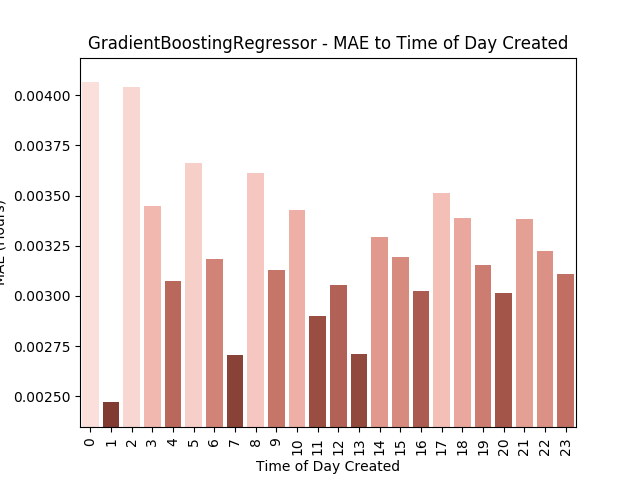 GradientBoostingRegressor - MAE to Time of Day Created
0.00400
0.00375
0.00350
0.00325
0.00300
0.00275
0.00250
MAE (Hours)
0 1 2 3 4 5 6 7 8 9 10 11 12 13 14 15 16 17 18 19 20 21 22 23
Time of Day Created